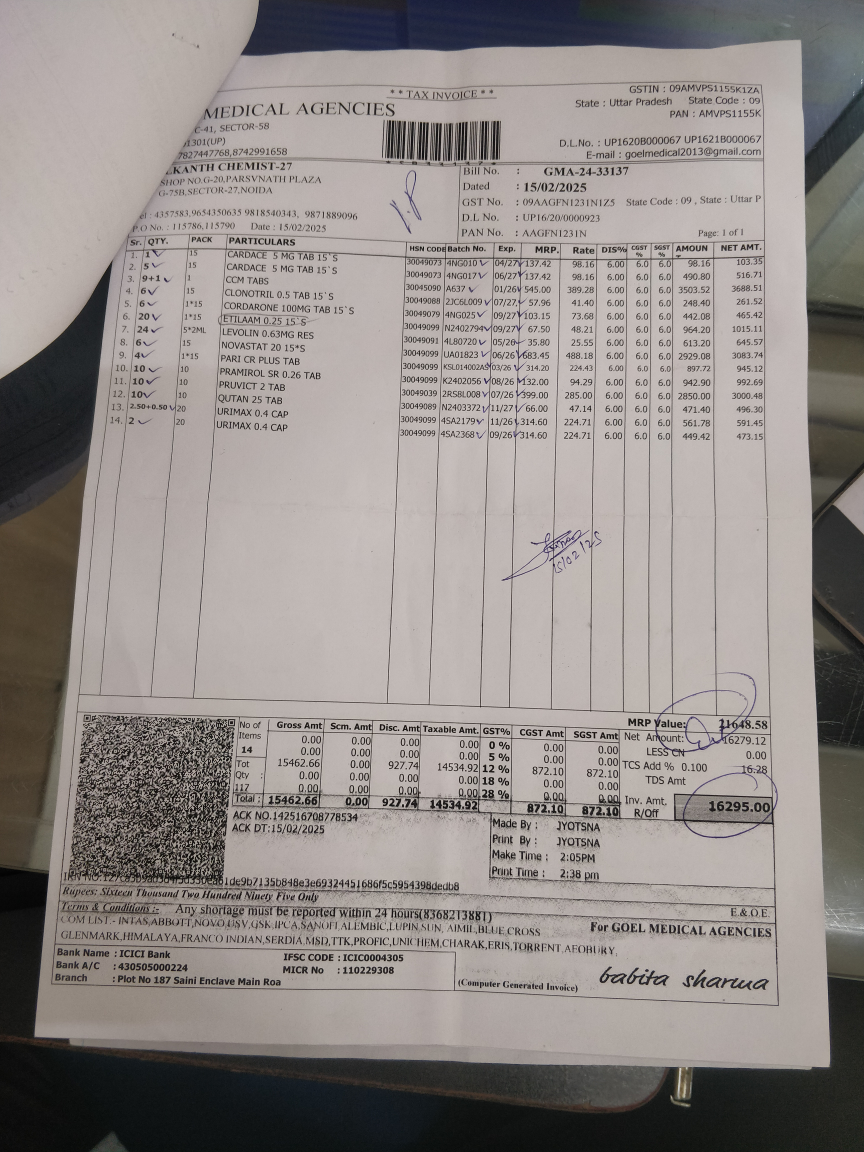 ** TAX INVOICE **
GSTIN : 09AMVPS1155K1ZA
State : Uttar Pradesh State Code : 09
PAN : AMVPS1155K
MEDICAL AGENCIES
C-41, SECTOR-58
1301(UP)
7827447768,8742991658
D.L.No. : UP1620B000067 UP1621B000067
E-mail : goelmedical2013@gmail.com
LKANTH CHEMIST-27
SHOP NO.G-20,PARSVNATH PLAZA
G-75B,SECTOR-27,NOIDA
el : 4357583,9654350635 9818540343, 9871889096
P.O No. : 115786,115790 Date : 15/02/2025
Bill No. : GMA-24-33137
Dated : 15/02/2025
GST No. : 09AAGFN1231N1Z5 State Code : 09 , State : Uttar P
D.L No. : UP16/20/0000923
PAN No. : AAGFN1231N Page: 1 of 1
Sr. QTY. PACK PARTICULARS HSN CODE Batch No. Exp. MRP. Rate DIS% CGST % SGST % AMOUN NET AMT.
1. 1 15 CARDACE 5 MG TAB 15`S 30049073 4NG010 04/27 137.42 98.16 6.00 6.0 6.0 98.16 103.35
2. 5 15 CARDACE 5 MG TAB 15`S 30049073 4NG017 06/27 137.42 98.16 6.00 6.0 6.0 490.80 516.71
3. 9+1 1 CCM TABS 30045090 A637 01/26 545.00 389.28 6.00 6.0 6.0 3503.52 3688.51
4. 6 15 CLONOTRIL 0.5 TAB 15`S 30049088 2JC6L009 07/27 57.96 41.40 6.00 6.0 6.0 248.40 261.52
5. 6 1*15 CORDARONE 100MG TAB 15`S 30049079 4NG025 09/27 103.15 73.68 6.00 6.0 6.0 442.08 465.42
6. 20 1*15 ETILAAM 0.25 15`S 30049099 N2402794 09/27 67.50 48.21 6.00 6.0 6.0 964.20 1015.11
7. 24 5*2ML LEVOLIN 0.63MG RES 30049091 4L80720 05/26 35.80 25.55 6.00 6.0 6.0 613.20 645.57
8. 6 15 NOVASTAT 20 15*S 30049099 UA01823 06/26 683.45 488.18 6.00 6.0 6.0 2929.08 3083.74
9. 4 1*15 PARI CR PLUS TAB 30049099 KSL014002AS 03/26 314.20 224.43 6.00 6.0 6.0 897.72 945.12
10. 10 10 PRAMIROL SR 0.26 TAB 30049099 K2402056 08/26 132.00 94.29 6.00 6.0 6.0 942.90 992.69
11. 10 10 PRUVICT 2 TAB 30049039 2RSBL008 07/26 399.00 285.00 6.00 6.0 6.0 2850.00 3000.48
12. 10 10 QUTAN 25 TAB 30049089 N2403372 11/27 66.00 47.14 6.00 6.0 6.0 471.40 496.30
13. 2.50+0.50 20 URIMAX 0.4 CAP 30049099 4SA2179 11/26 314.60 224.71 6.00 6.0 6.0 561.78 591.45
14. 2 20 URIMAX 0.4 CAP 30049099 4SA2368 09/26 314.60 224.71 6.00 6.0 6.0 449.42 473.15
15/02/25
No of Items 14
Tot Qty : 117
Gross Amt Scm. Amt Disc. Amt Taxable Amt. GST% CGST Amt SGST Amt
0.00 0.00 0.00 0.00 0 % 0.00 0.00
0.00 0.00 0.00 0.00 5 % 0.00 0.00
15462.66 0.00 927.74 14534.92 12 % 872.10 872.10
0.00 0.00 0.00 0.00 18 % 0.00 0.00
0.00 0.00 0.00 0.00 28 % 0.00 0.00
Total : 15462.66 0.00 927.74 14534.92 872.10 872.10
MRP Value: 21648.58
Net Amount: 16279.12
LESS CN 0.00
TCS Add % 0.100 16.28
TDS Amt
Inv. Amt. R/Off 16295.00
ACK NO.142516708778534
ACK DT:15/02/2025
Made By : JYOTSNA
Print By : JYOTSNA
Make Time : 2:05PM
Print Time : 2:38 pm
Rupees: Sixteen Thousand Two Hundred Ninety Five Only
Terms & Conditions :- Any shortage must be reported within 24 hours(8368213881) E.& O.E.
COM LIST.- INTAS,ABBOTT,NOVO,USV,GSK,IPCA,SANOFI,ALEMBIC,LUPIN,SUN, AIMIL,BLUE CROSS
GLENMARK,HIMALAYA,FRANCO INDIAN,SERDIA,MSD,TTK,PROFIC,UNICHEM,CHARAK,ERIS,TORRENT,AEOBURY,
For GOEL MEDICAL AGENCIES
Bank Name : ICICI Bank IFSC CODE : ICIC0004305
Bank A/C : 430505000224 MICR No : 110229308
Branch : Plot No 187 Saini Enclave Main Roa
(Computer Generated Invoice)
babita sharma